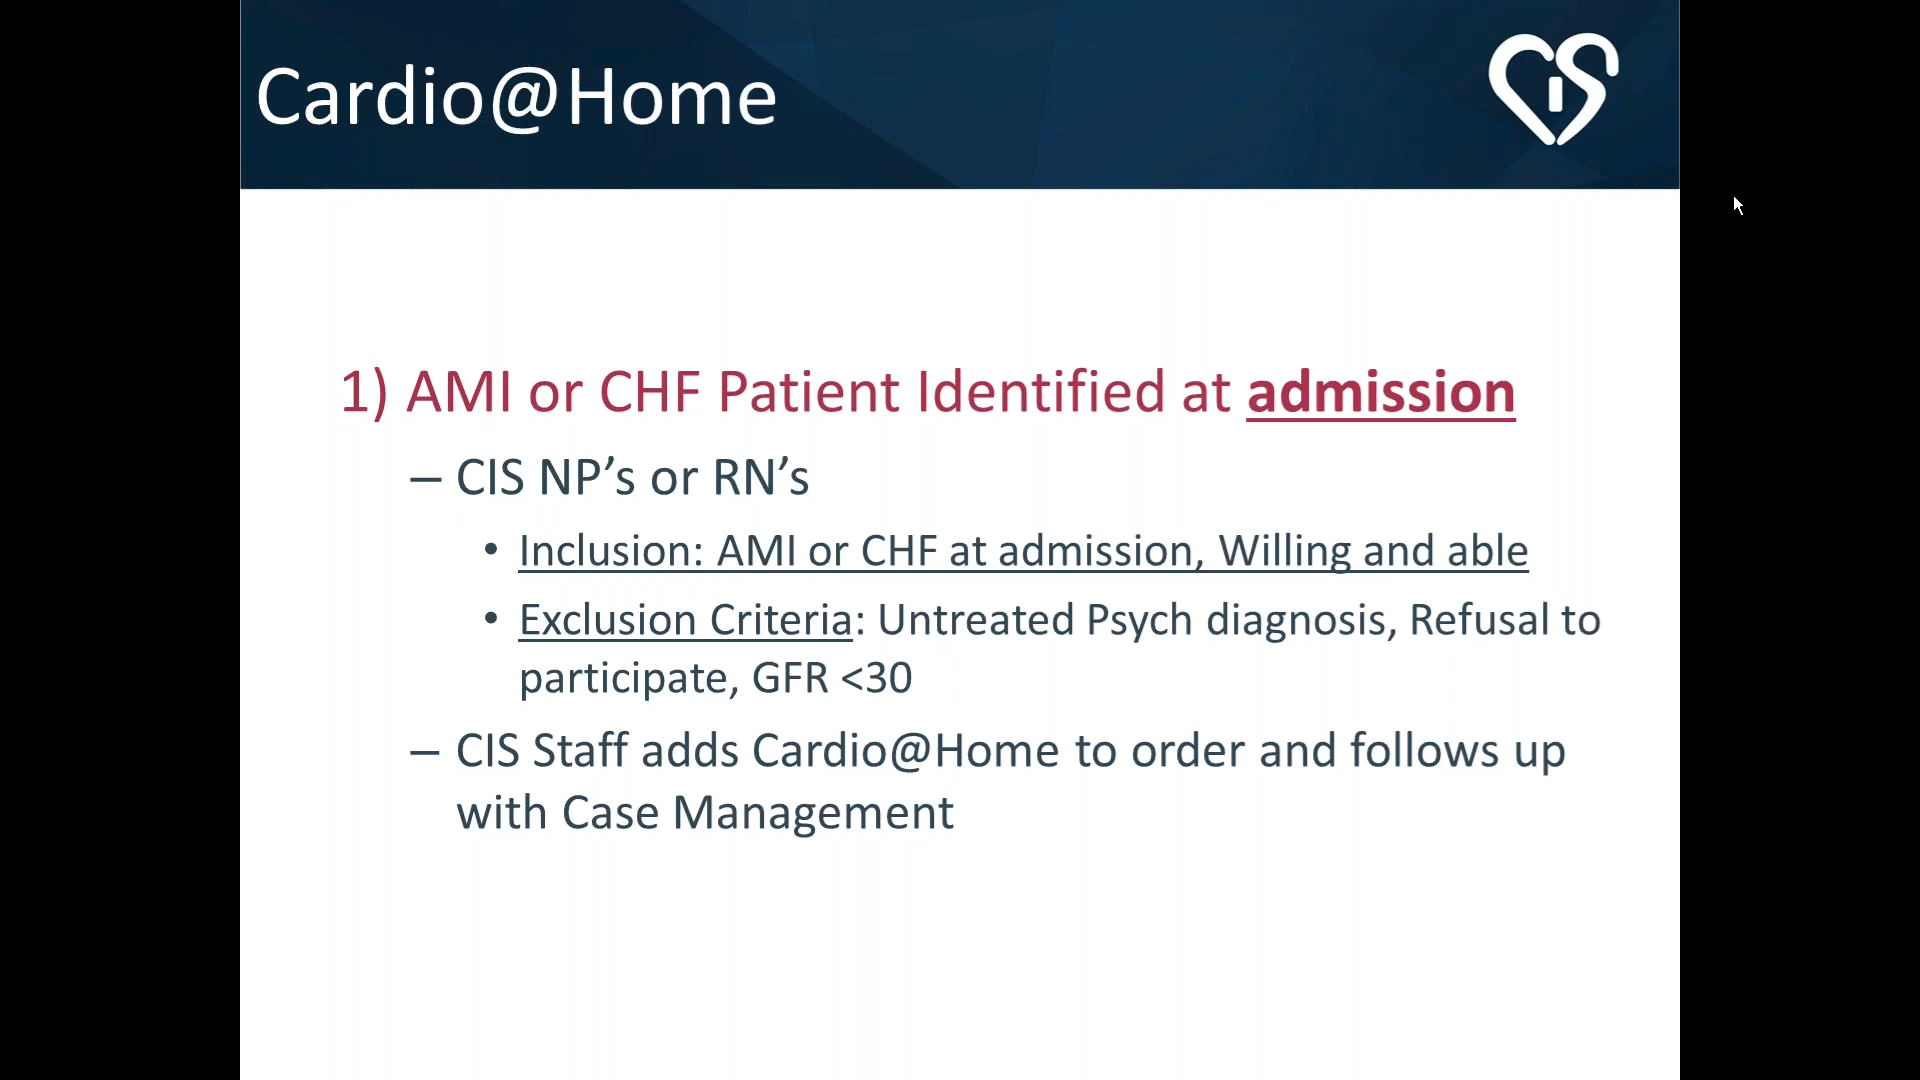 Cardio@Home
CIS
1) AMI or CHF Patient Identified at admission
– CIS NP’s or RN’s
• Inclusion: AMI or CHF at admission, Willing and able
• Exclusion Criteria: Untreated Psych diagnosis, Refusal to
participate, GFR <30
– CIS Staff adds Cardio@Home to order and follows up
with Case Management